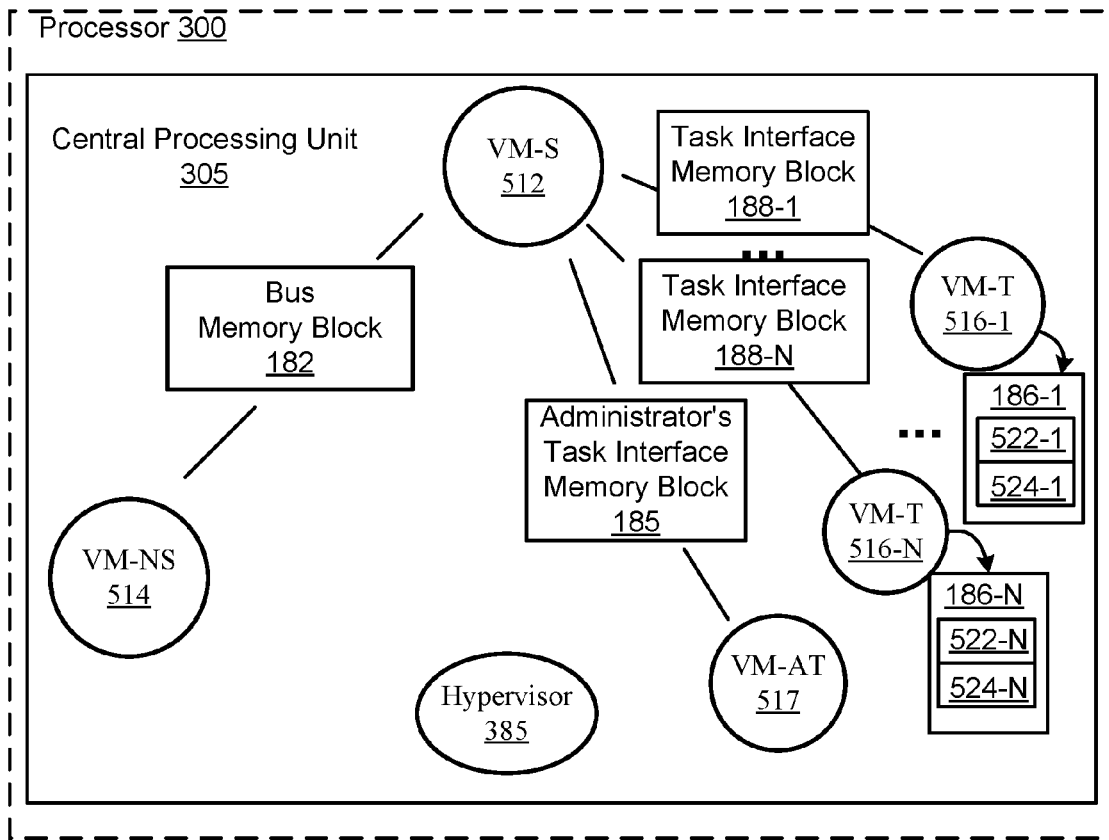 Processor 300
Central Processing Unit
305
VM-S
512
Task Interface
Memory Block
188-1
Bus
Memory Block
182
Task Interface
Memory Block
188-N
VM-T
516-1
186-1
522-1
524-1
Administrator's
Task Interface
Memory Block
185
VM-T
516-N
186-N
522-N
524-N
VM-NS
514
VM-AT
517
Hypervisor
385